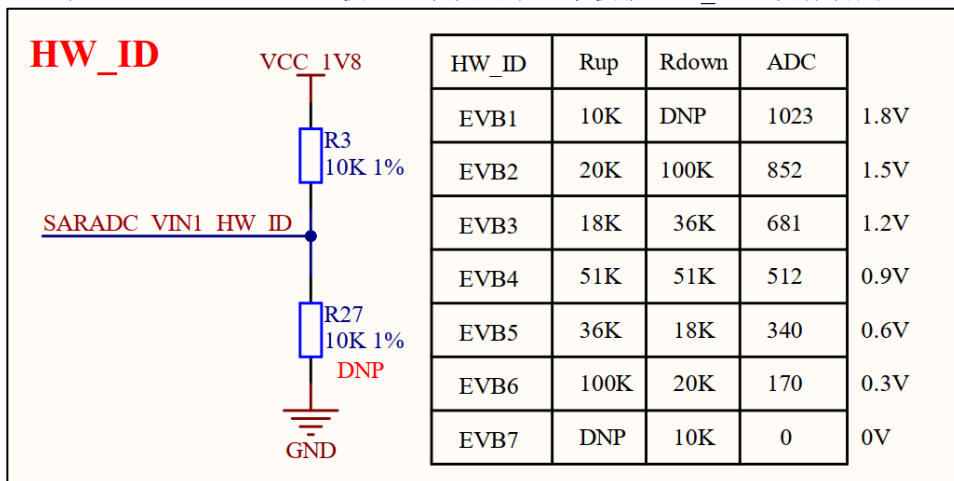 HW_ID
VCC_1V8
R3
10K 1%
SARADC_VIN1_HW_ID
R27
10K 1%
DNP
GND
HW_ID Rup Rdown ADC
EVB1 10K DNP 1023 1.8V
EVB2 20K 100K 852 1.5V
EVB3 18K 36K 681 1.2V
EVB4 51K 51K 512 0.9V
EVB5 36K 18K 340 0.6V
EVB6 100K 20K 170 0.3V
EVB7 DNP 10K 0 0V